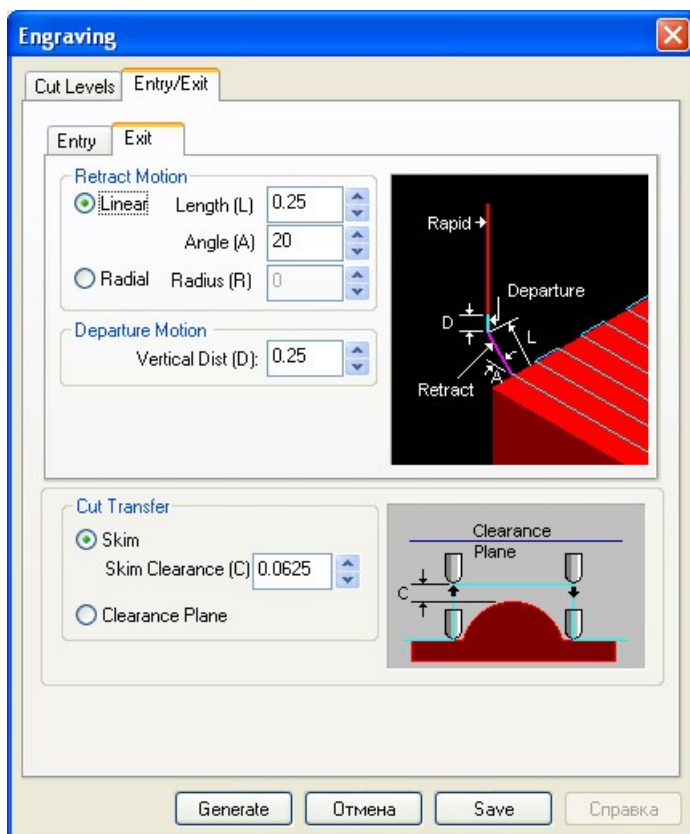 Engraving
Cut Levels Entry/Exit
Entry Exit
Retract Motion
Linear Length (L) 0.25
Angle (A) 20
Radial Radius (R) 0
Departure Motion
Vertical Dist (D): 0.25
Rapid
Departure
D
L
A
Retract
Cut Transfer
Skim
Skim Clearance (C) 0.0625
Clearance Plane
Clearance
Plane
C
Generate Отмена Save Справка